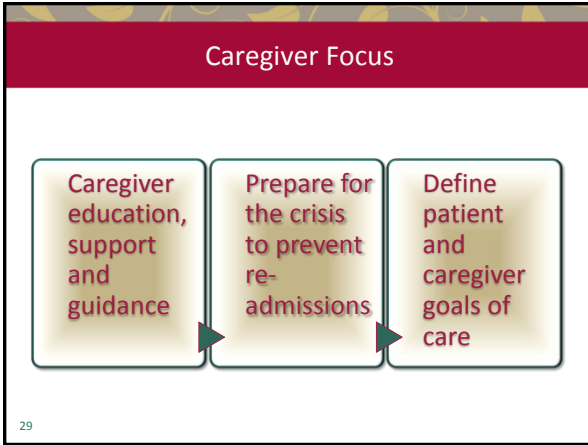 Caregiver Focus
Caregiver
education,
support
and
guidance
Prepare for
the crisis
to prevent
re-
admissions
Define
patient
and
caregiver
goals of
care
29